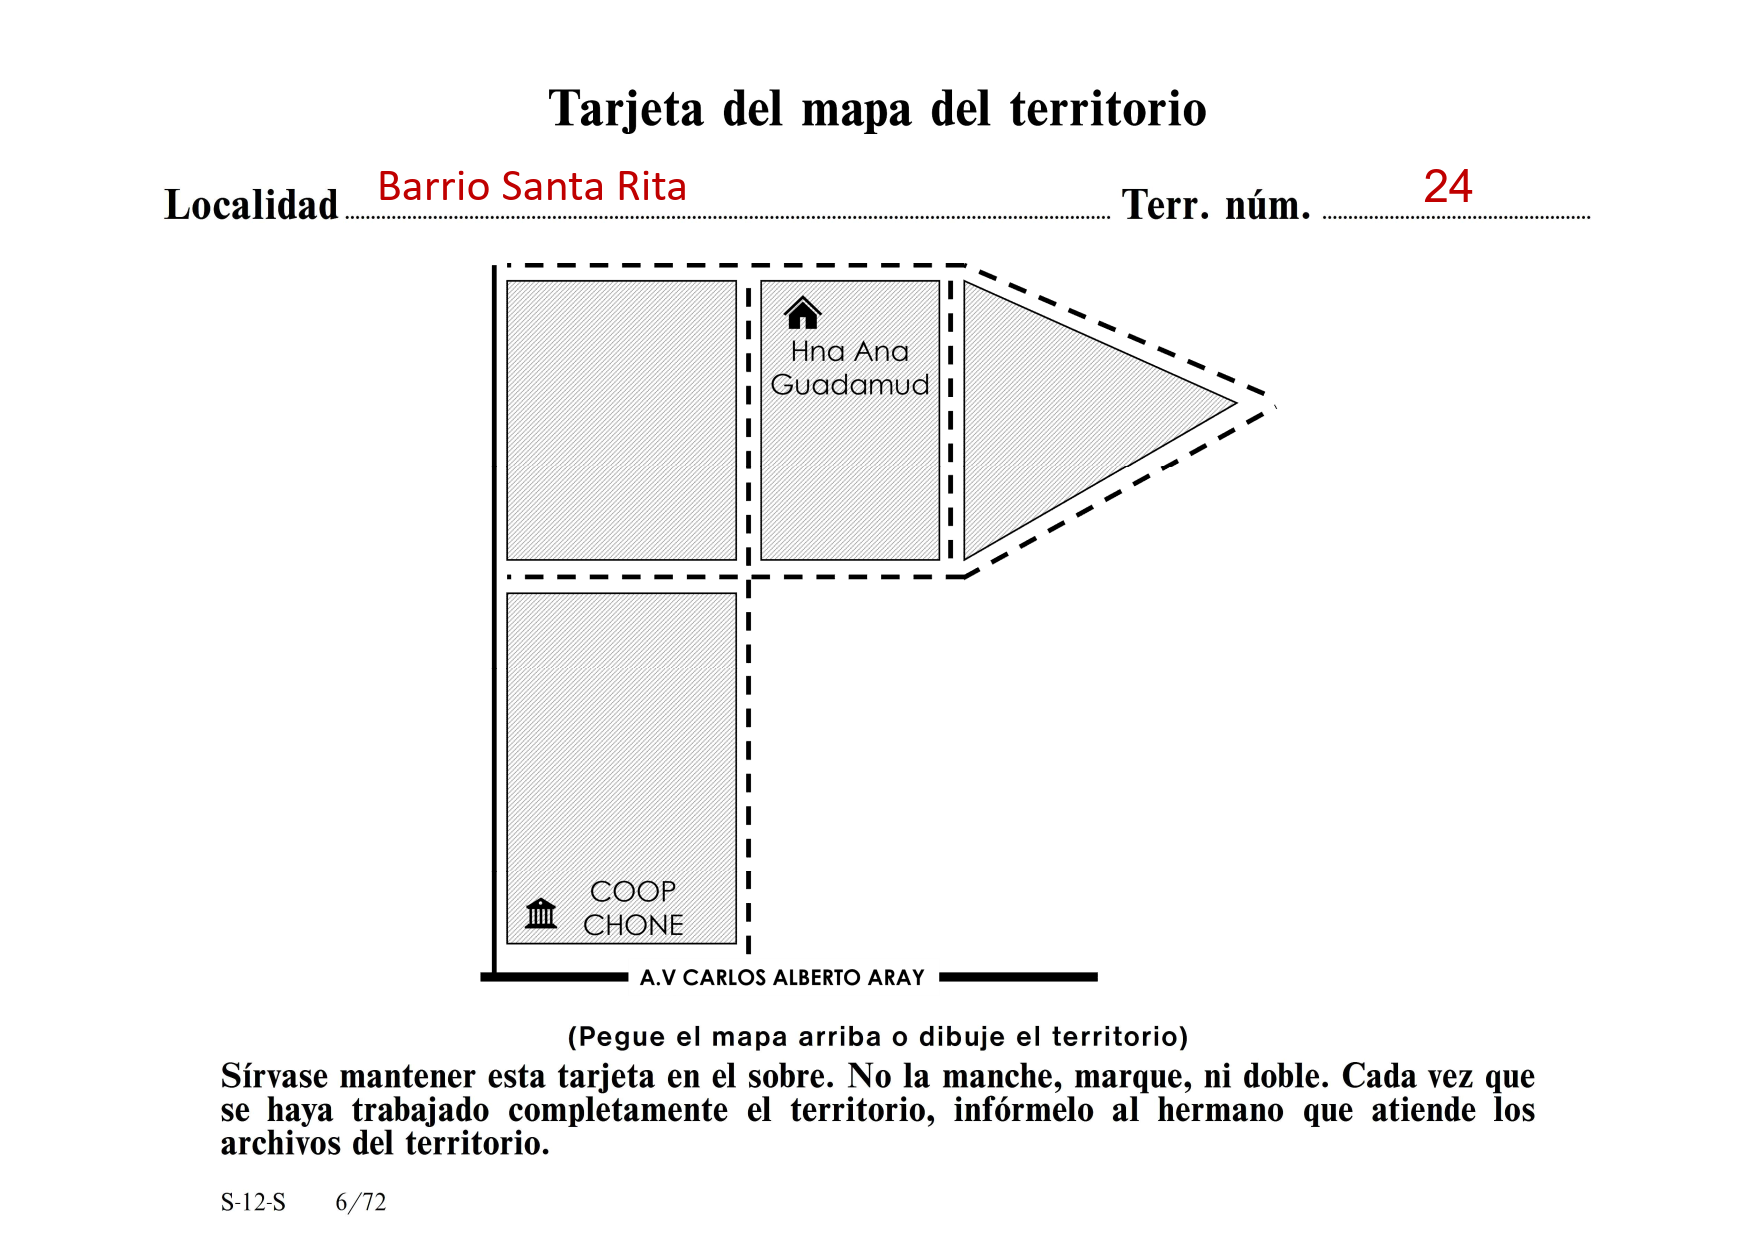 Tarjeta del mapa del territorio
Localidad Barrio Santa Rita Terr. núm. 24
Hna Ana
Guadamud
COOP
CHONE
A.V CARLOS ALBERTO ARAY
(Pegue el mapa arriba o dibuje el territorio)
Sírvase mantener esta tarjeta en el sobre. No la manche, marque, ni doble. Cada vez que
se haya trabajado completamente el territorio, infórmelo al hermano que atiende los
archivos del territorio.
S-12-S 6/72